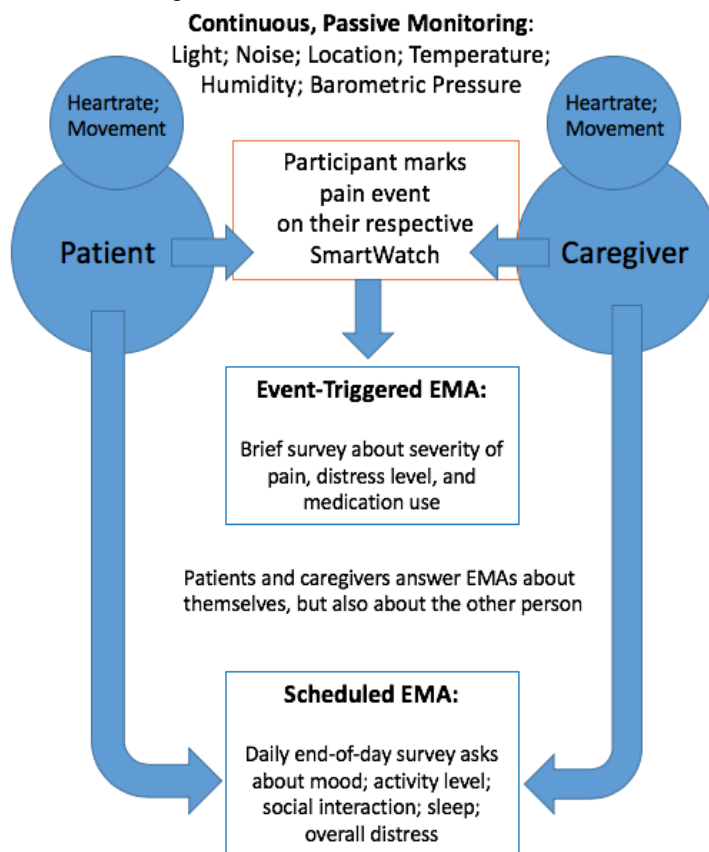 Continuous, Passive Monitoring:
Light; Noise; Location; Temperature;
Humidity; Barometric Pressure
Heartrate;
Movement
Heartrate;
Movement
Participant marks
pain event
on their respective
SmartWatch
Patient
Caregiver
Event-Triggered EMA:
Brief survey about severity of
pain, distress level, and
medication use
Patients and caregivers answer EMAs about
themselves, but also about the other person
Scheduled EMA:
Daily end-of-day survey asks
about mood; activity level;
social interaction; sleep;
overall distress